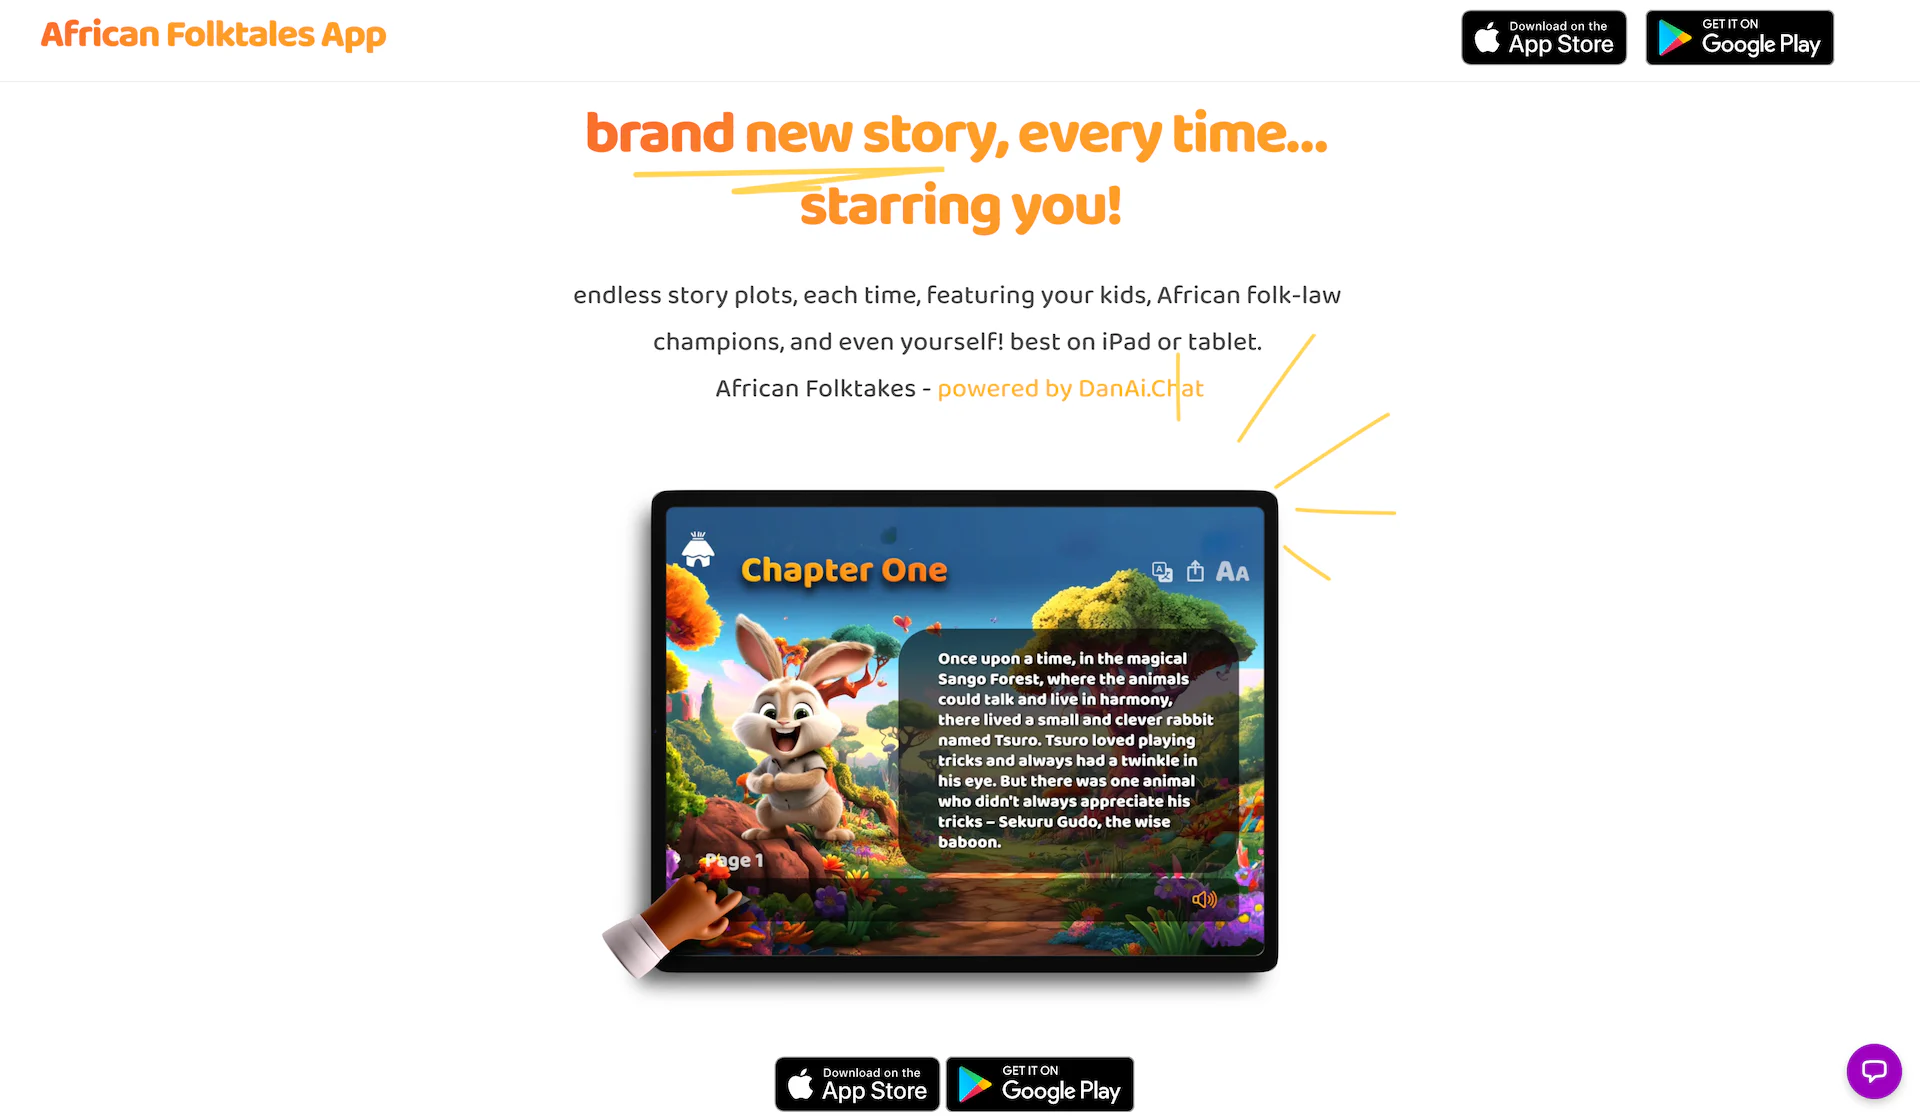 African Folktales App
Download on the
App Store
GET IT ON
Google Play
brand new story, every time...
starring you!
endless story plots, each time, featuring your kids, African folk-law
champions, and even yourself! best on iPad or tablet.
African Folktakes - powered by DanAi.Chat
Chapter One
AA
Once upon a time, in the magical
Sango Forest, where the animals
could talk and live in harmony,
there lived a small and clever rabbit
named Tsuro. Tsuro loved playing
tricks and always had a twinkle in
his eye. But there was one animal
who didn't always appreciate his
tricks – Sekuru Gudo, the wise
baboon.
Page 1
Download on the
App Store
GET IT ON
Google Play